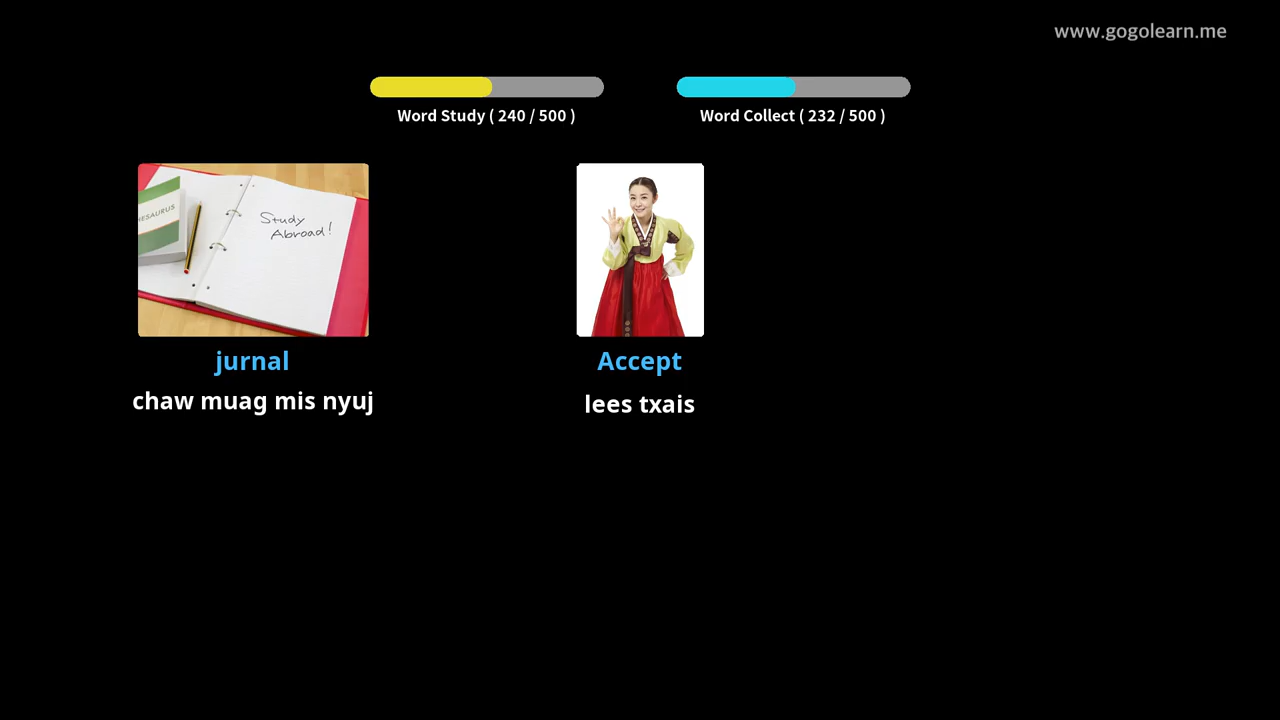 www.gogolearn.me
Word Study ( 240 / 500 )
Word Collect ( 232 / 500 )
HESAURUS
Study
Abroad!
jurnal
Accept
chaw muag mis nyuj
lees txais